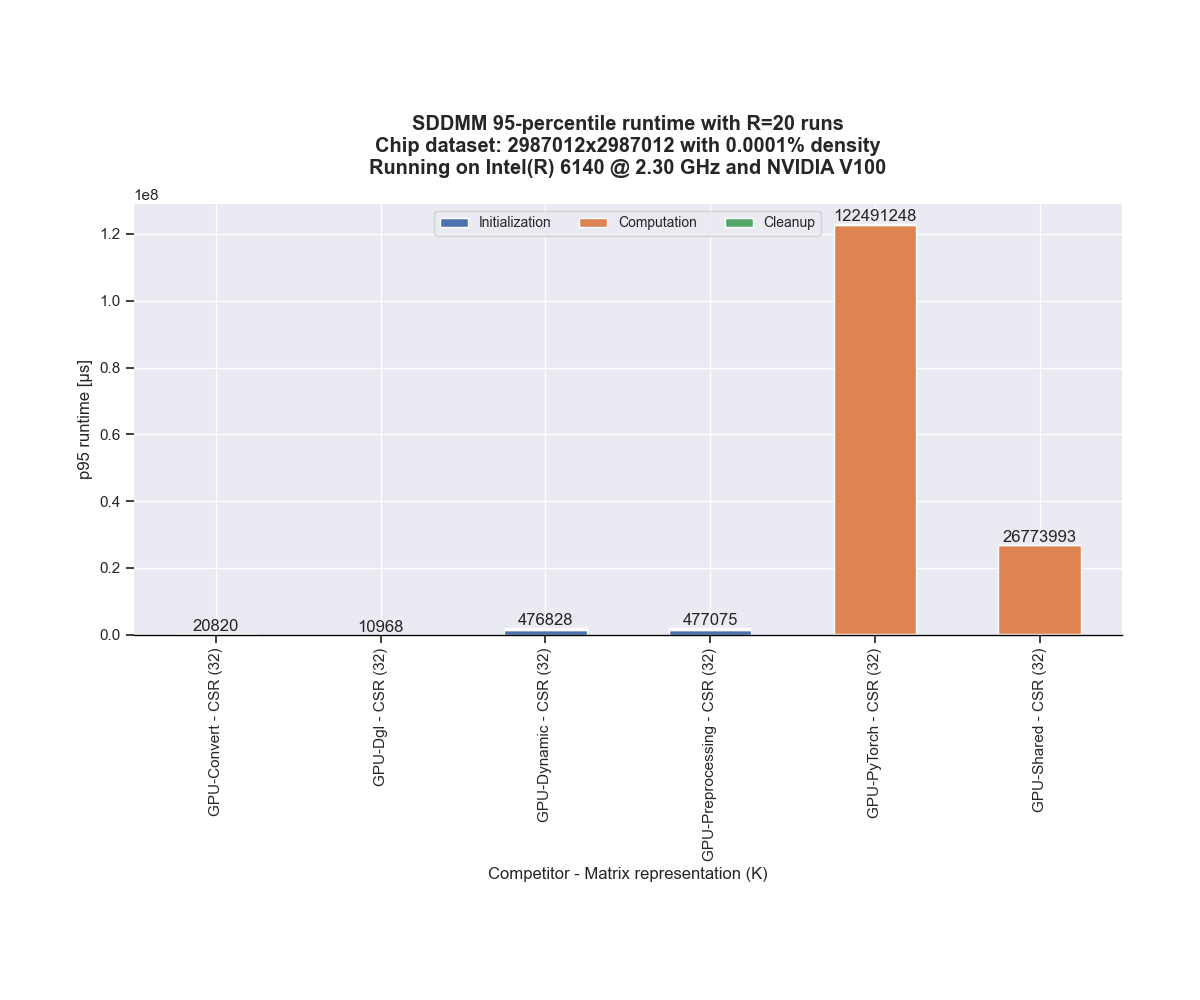 SDDMM 95-percentile runtime with R=20 runs
Chip dataset: 2987012x2987012 with 0.0001% density
Running on Intel(R) 6140 @ 2.30 GHz and NVIDIA V100
1e8
Initialization
Computation
Cleanup
122491248
1.2
1.0
0.8
0.6
0.4
0.2
0.0
p95 runtime [μs]
20820
10968
476828
477075
26773993
GPU-Convert - CSR (32)
GPU-Dgl - CSR (32)
GPU-Dynamic - CSR (32)
GPU-Preprocessing - CSR (32)
GPU-PyTorch - CSR (32)
GPU-Shared - CSR (32)
Competitor - Matrix representation (K)